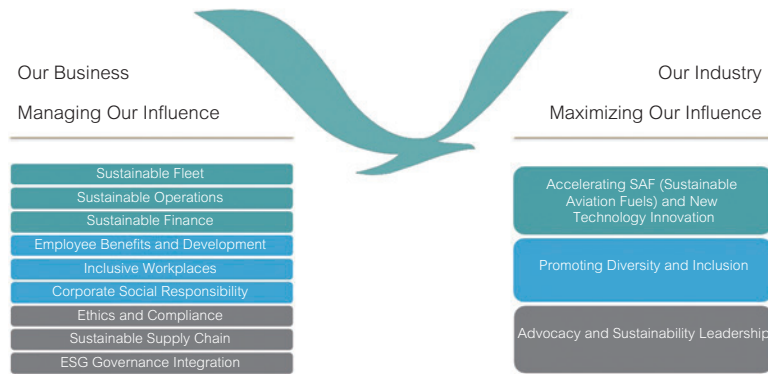 Our Business
Managing Our Influence
Sustainable Fleet
Sustainable Operations
Sustainable Finance
Employee Benefits and Development
Inclusive Workplaces
Corporate Social Responsibility
Ethics and Compliance
Sustainable Supply Chain
ESG Governance Integration
Our Industry
Maximizing Our Influence
Accelerating SAF (Sustainable
Aviation Fuels) and New
Technology Innovation
Promoting Diversity and Inclusion
Advocacy and Sustainability Leadership